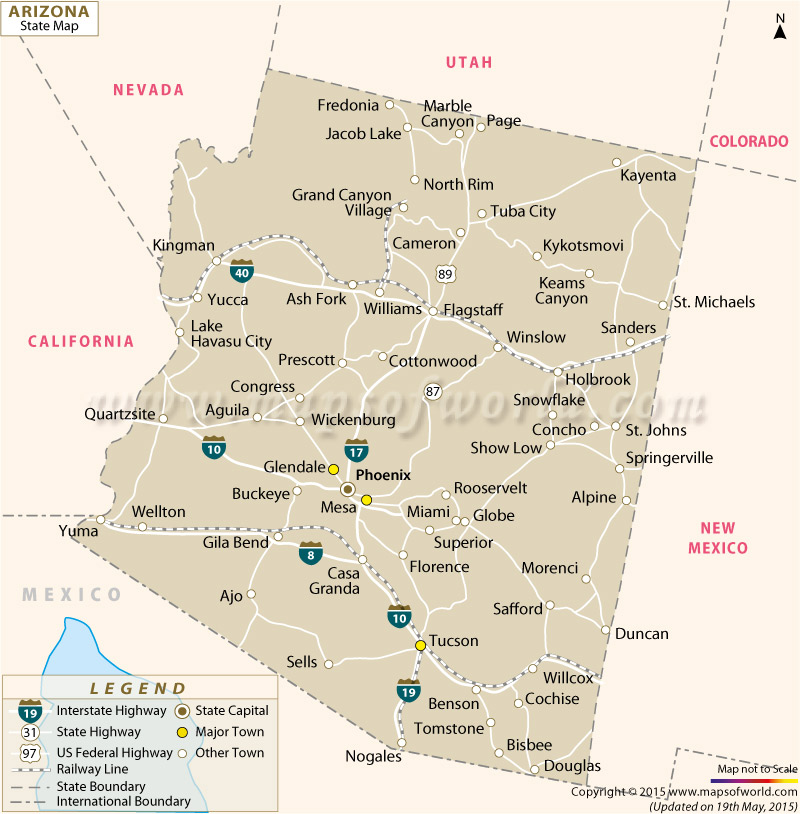 ARIZONA
State Map
N
UTAH
NEVADA
COLORADO
Fredonia
Marble
Canyon
Page
Jacob Lake
Kayenta
North Rim
Grand Canyon
Village
Tuba City
Cameron
Kykotsmovi
Kingman
40
89
Keams
Canyon
Yucca
Ash Fork
Williams
Flagstaff
St. Michaels
Lake
Havasu City
Winslow
Sanders
CALIFORNIA
Prescott
Cottonwood
Holbrook
Congress
87
Snowflake
www.mapsofworld.com
Quartzsite
Aguila
Wickenburg
Concho
St. Johns
10
17
Show Low
Springerville
Glendale
Phoenix
Buckeye
Mesa
Rooservelt
Alpine
Miami
Globe
Wellton
Yuma
Gila Bend
8
Superior
NEW
MEXICO
Casa
Granda
Florence
Morenci
MEXICO
Ajo
10
Safford
Duncan
Tucson
Sells
Willcox
19
Benson
Cochise
Tomstone
Nogales
Bisbee
Douglas
LEGEND
19 Interstate Highway
State Capital
31 State Highway
Major Town
97 US Federal Highway
Other Town
Railway Line
State Boundary
International Boundary
Map not to Scale
Copyright © 2015 www.mapsofworld.com
(Updated on 19th May, 2015)